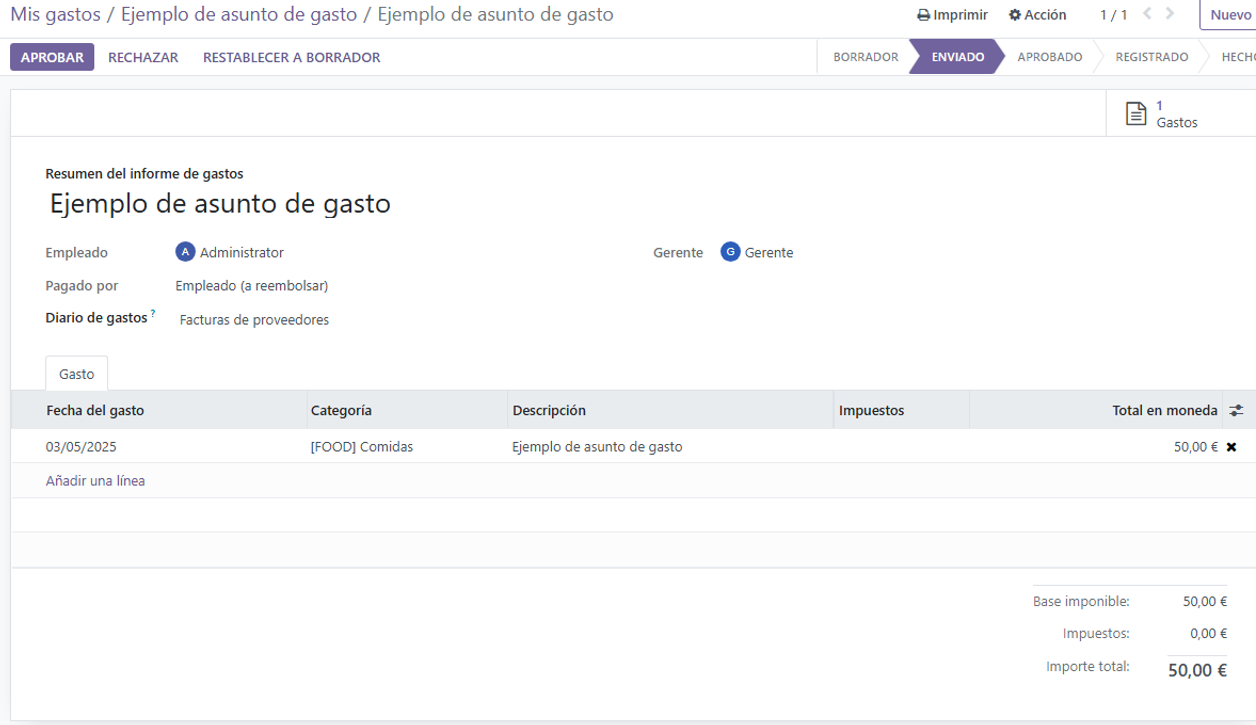 Mis gastos / Ejemplo de asunto de gasto / Ejemplo de asunto de gasto Imprimir Acción 1 / 1 Nuevo
APROBAR RECHAZAR RESTABLECER A BORRADOR BORRADOR ENVIADO APROBADO REGISTRADO HECHO
1
Gastos
Resumen del informe de gastos
Ejemplo de asunto de gasto
Empleado A Administrator Gerente G Gerente
Pagado por Empleado (a reembolsar)
Diario de gastos ? Facturas de proveedores
Gasto
Fecha del gasto Categoría Descripción Impuestos Total en moneda
03/05/2025 [FOOD] Comidas Ejemplo de asunto de gasto 50,00 €
Añadir una línea
Base imponible: 50,00 €
Impuestos: 0,00 €
Importe total: 50,00 €